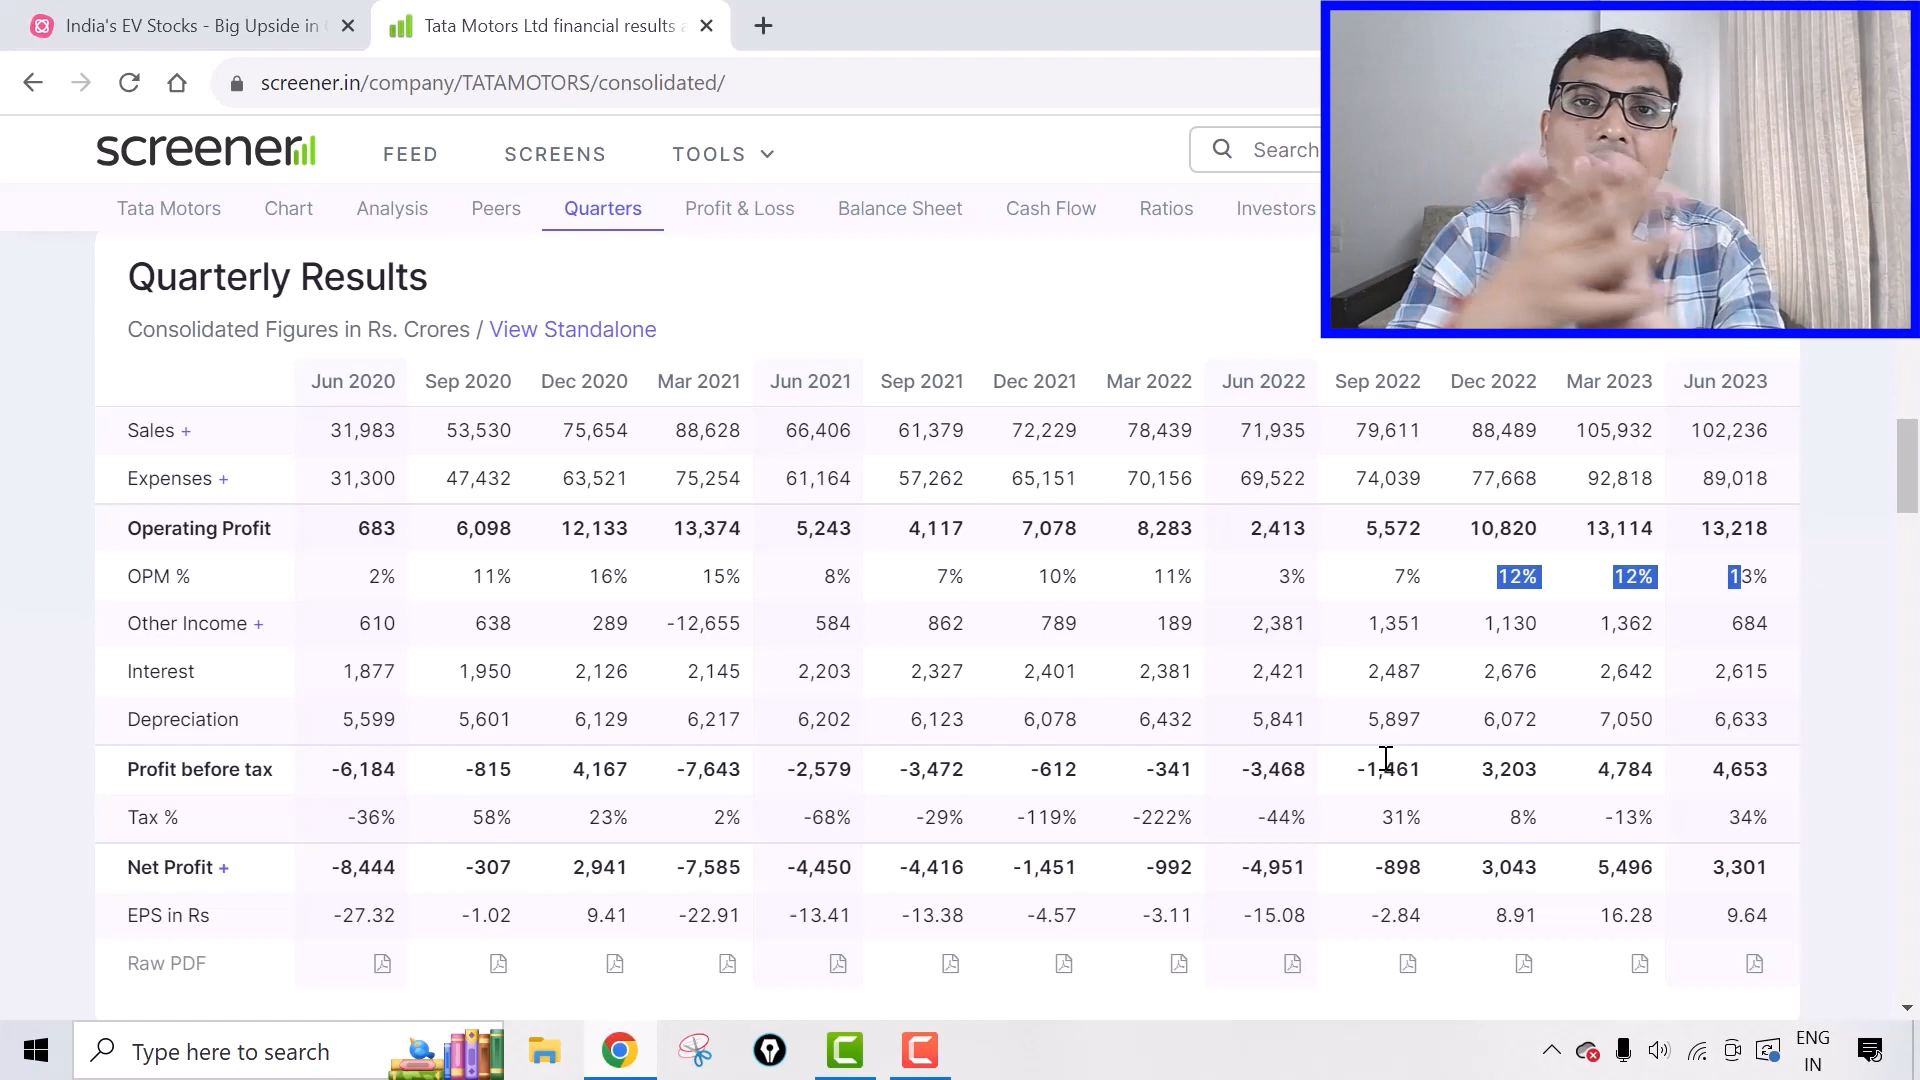 India's EV Stocks - Big Upside in
Tata Motors Ltd financial results a
screener.in/company/TATAMOTORS/consolidated/
screener
FEED
SCREENS
TOOLS
Search
Tata Motors
Chart
Analysis
Peers
Quarters
Profit & Loss
Balance Sheet
Cash Flow
Ratios
Investors
Quarterly Results
Consolidated Figures in Rs. Crores / View Standalone
Jun 2020 Sep 2020 Dec 2020 Mar 2021 Jun 2021 Sep 2021 Dec 2021 Mar 2022 Jun 2022 Sep 2022 Dec 2022 Mar 2023 Jun 2023
Sales + 31,983 53,530 75,654 88,628 66,406 61,379 72,229 78,439 71,935 79,611 88,489 105,932 102,236
Expenses + 31,300 47,432 63,521 75,254 61,164 57,262 65,151 70,156 69,522 74,039 77,668 92,818 89,018
Operating Profit 683 6,098 12,133 13,374 5,243 4,117 7,078 8,283 2,413 5,572 10,820 13,114 13,218
OPM % 2% 11% 16% 15% 8% 7% 10% 11% 3% 7% 12% 12% 13%
Other Income + 610 638 289 -12,655 584 862 789 189 2,381 1,351 1,130 1,362 684
Interest 1,877 1,950 2,126 2,145 2,203 2,327 2,401 2,381 2,421 2,487 2,676 2,642 2,615
Depreciation 5,599 5,601 6,129 6,217 6,202 6,123 6,078 6,432 5,841 5,897 6,072 7,050 6,633
Profit before tax -6,184 -815 4,167 -7,643 -2,579 -3,472 -612 -341 -3,468 -1,461 3,203 4,784 4,653
Tax % -36% 58% 23% 2% -68% -29% -119% -222% -44% 31% 8% -13% 34%
Net Profit + -8,444 -307 2,941 -7,585 -4,450 -4,416 -1,451 -992 -4,951 -898 3,043 5,496 3,301
EPS in Rs -27.32 -1.02 9.41 -22.91 -13.41 -13.38 -4.57 -3.11 -15.08 -2.84 8.91 16.28 9.64
Raw PDF
Type here to search
ENG
IN